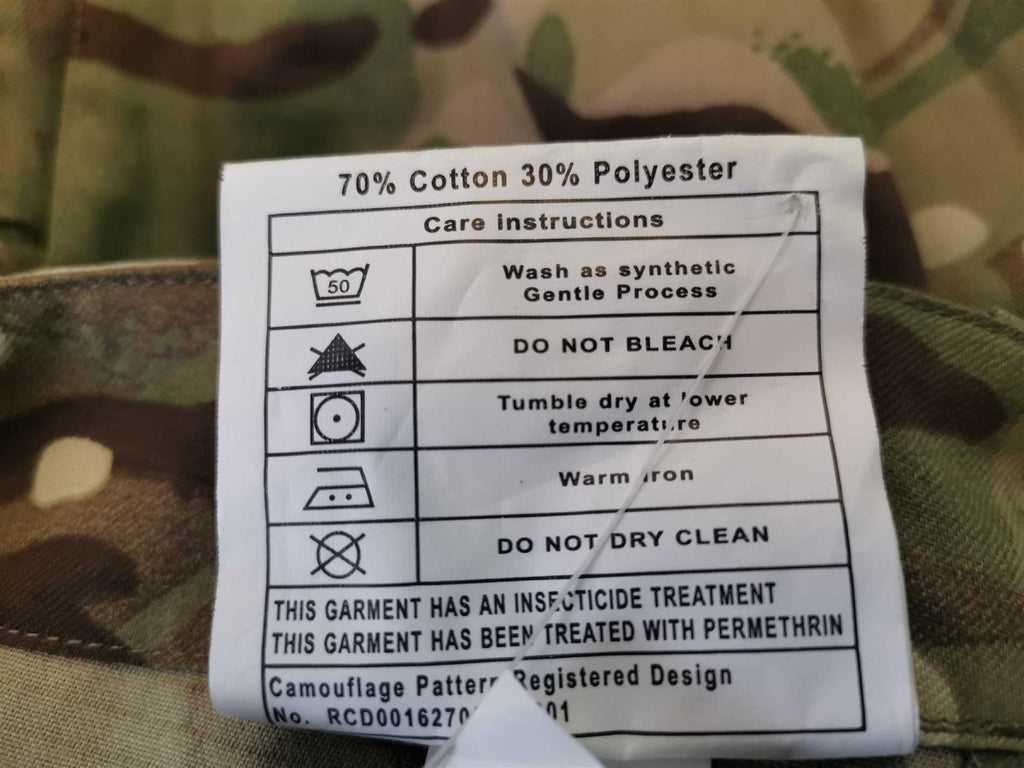 70% Cotton 30% Polyester
Care instructions
50
Wash as synthetic
Gentle Process
DO NOT BLEACH
Tumble dry at lower
temperature
Warm iron
DO NOT DRY CLEAN
THIS GARMENT HAS AN INSECTICIDE TREATMENT
THIS GARMENT HAS BEEN TREATED WITH PERMETHRIN
Camouflage Pattern Registered Design
No.